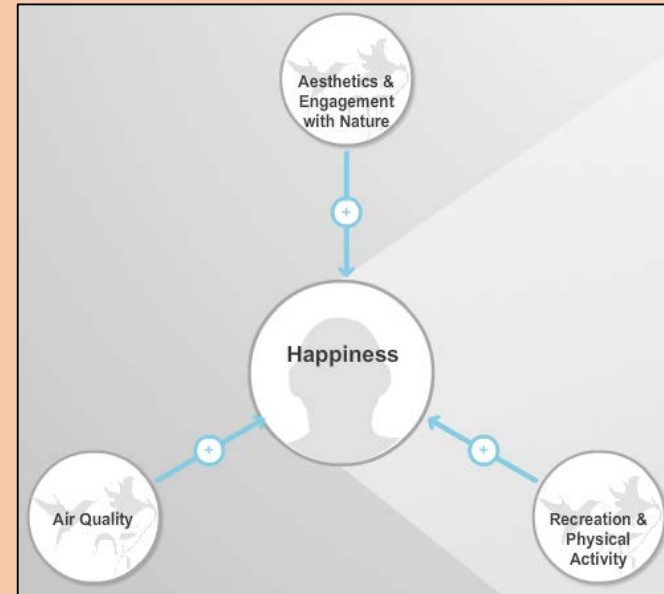 Aesthetics &
Engagement
with Nature
+
Happiness
+
+
Air Quality
Recreation &
Physical
Activity